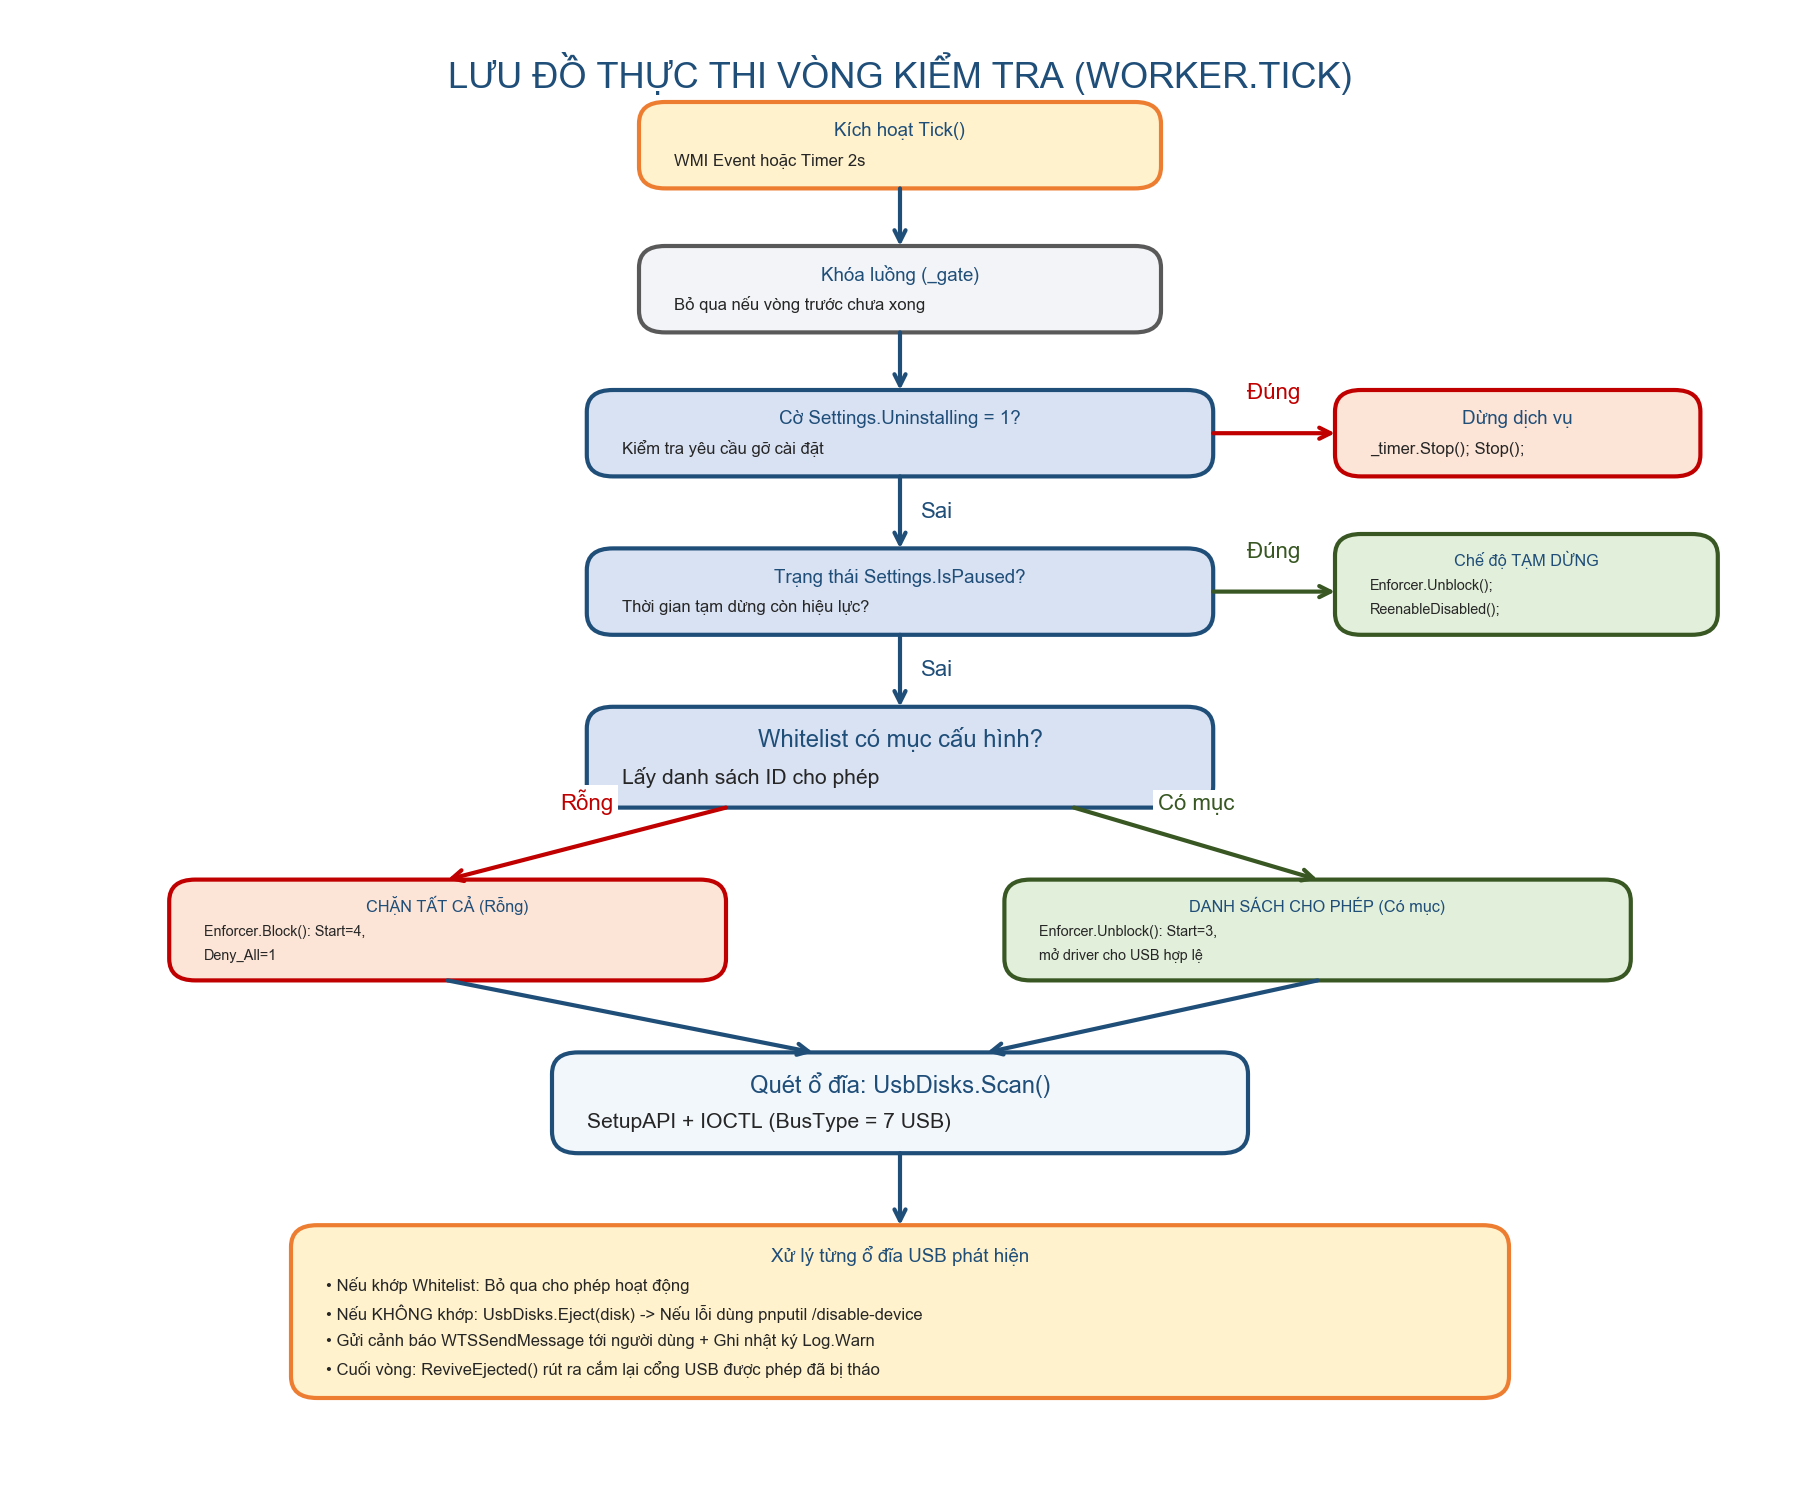 LƯU ĐỒ THỰC THI VÒNG KIỂM TRA (WORKER.TICK)
Kích hoạt Tick()
WMI Event hoặc Timer 2s
Khóa luồng (_gate)
Bỏ qua nếu vòng trước chưa xong
Cờ Settings.Uninstalling = 1?
Kiểm tra yêu cầu gỡ cài đặt
Đúng
Dừng dịch vụ
_timer.Stop(); Stop();
Sai
Trạng thái Settings.IsPaused?
Thời gian tạm dừng còn hiệu lực?
Đúng
Chế độ TẠM DỪNG
Enforcer.Unblock();
ReenableDisabled();
Sai
Whitelist có mục cấu hình?
Lấy danh sách ID cho phép
Rỗng
Có mục
CHẶN TẤT CẢ (Rỗng)
Enforcer.Block(): Start=4,
Deny_All=1
DANH SÁCH CHO PHÉP (Có mục)
Enforcer.Unblock(): Start=3,
mở driver cho USB hợp lệ
Quét ổ đĩa: UsbDisks.Scan()
SetupAPI + IOCTL (BusType = 7 USB)
Xử lý từng ổ đĩa USB phát hiện
• Nếu khớp Whitelist: Bỏ qua cho phép hoạt động
• Nếu KHÔNG khớp: UsbDisks.Eject(disk) -> Nếu lỗi dùng pnputil /disable-device
• Gửi cảnh báo WTSSendMessage tới người dùng + Ghi nhật ký Log.Warn
• Cuối vòng: ReviveEjected() rút ra cắm lại cổng USB được phép đã bị tháo